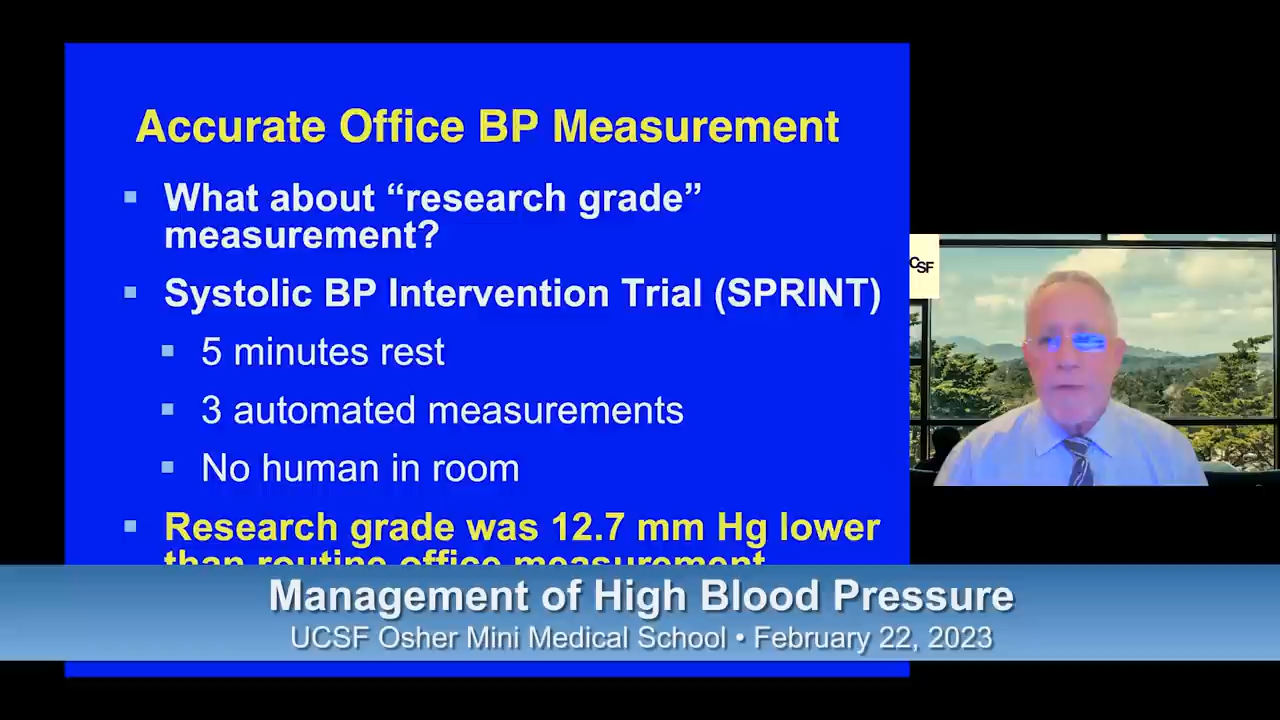 Accurate Office BP Measurement
▪ What about “research grade”
measurement?
▪ Systolic BP Intervention Trial (SPRINT)
▪ 5 minutes rest
▪ 3 automated measurements
▪ No human in room
▪ Research grade was 12.7 mm Hg lower
than routine office measurement
CSF
Management of High Blood Pressure
UCSF Osher Mini Medical School • February 22, 2023